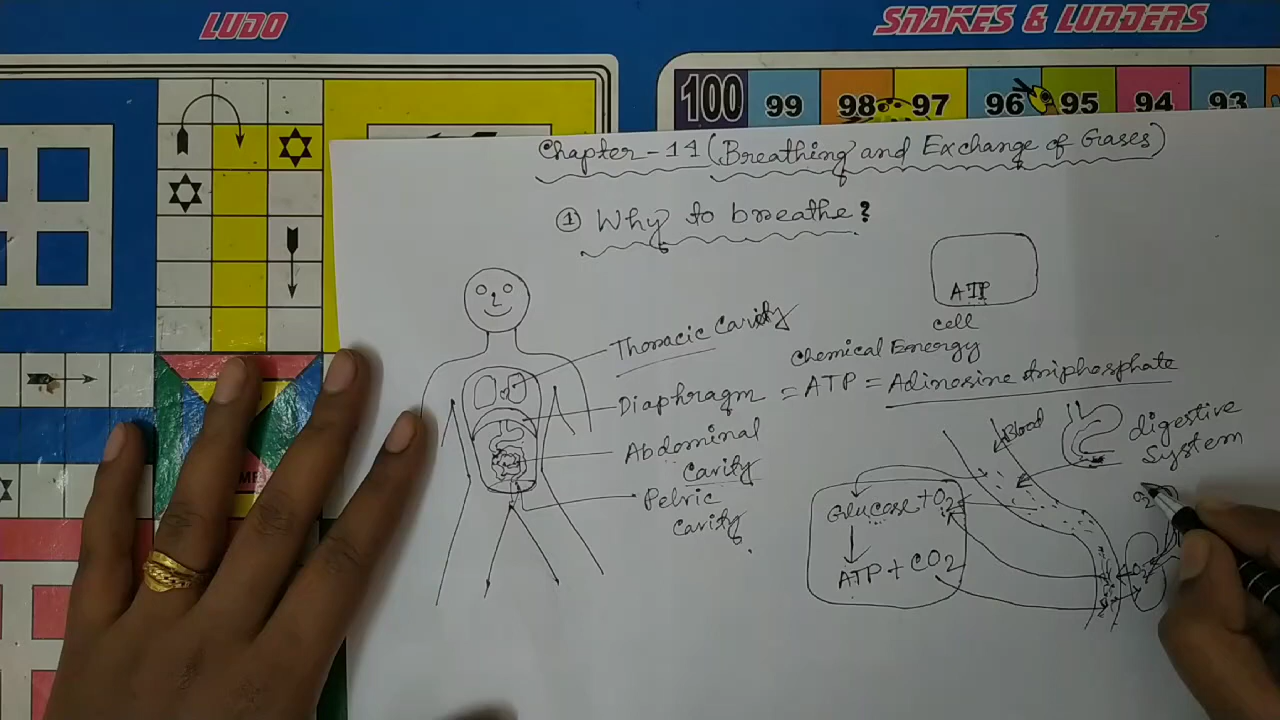 LUDO
SNAKES & LUDDERS
100 99 98 97 96 95 94 93
Chapter - 14 (Breathing and Exchange of Gases)
① Why to breathe?
ATP
cell
Thoracic Cavity
Chemical Energy
Diaphragm = ATP = Adinosine triphosphate
Abdominal
Cavity
Pelvic
Cavity
Blood
digestive
System
Glucose + O2
ATP + CO2
O2